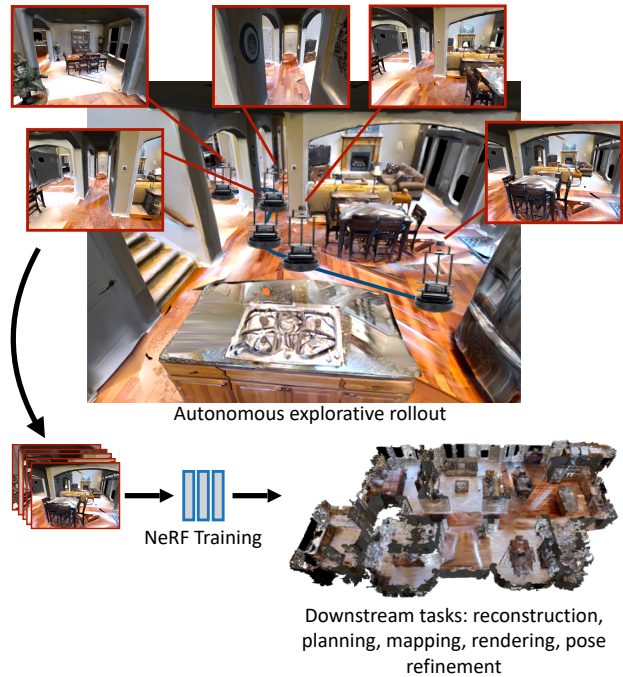 Autonomous explorative rollout
NeRF Training
Downstream tasks: reconstruction,
planning, mapping, rendering, pose
refinement